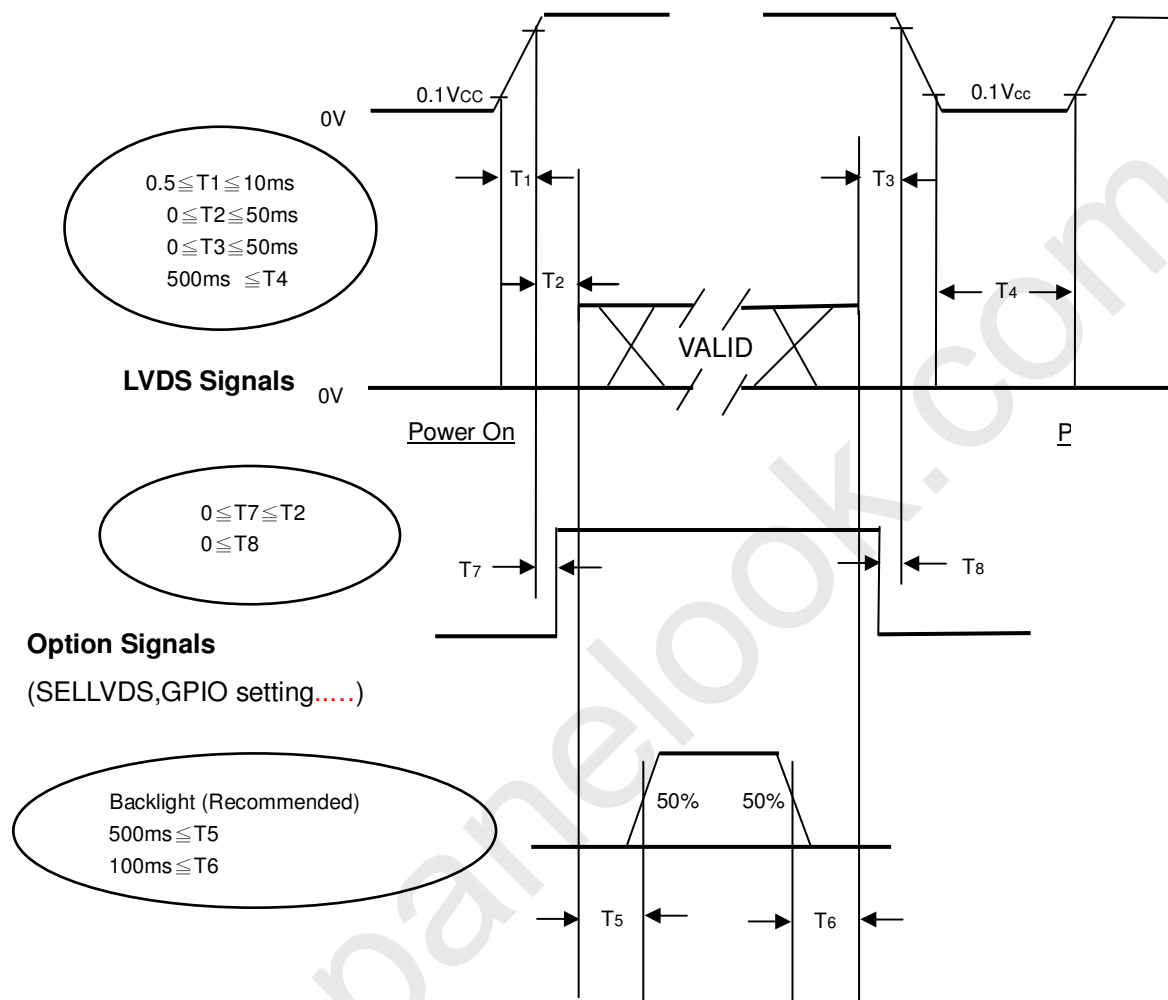 0.1Vcc
0.1Vcc
0V
0.5≦T1≦10ms
0≦T2≦50ms
0≦T3≦50ms
500ms ≦T4
T1
T3
T2
T4
VALID
LVDS Signals
0V
Power On
P
0≦T7≦T2
0≦T8
T7
T8
Option Signals
(SELLVDS,GPIO setting.....)
Backlight (Recommended)
500ms≦T5
100ms≦T6
50%
50%
T5
T6
panelook.com